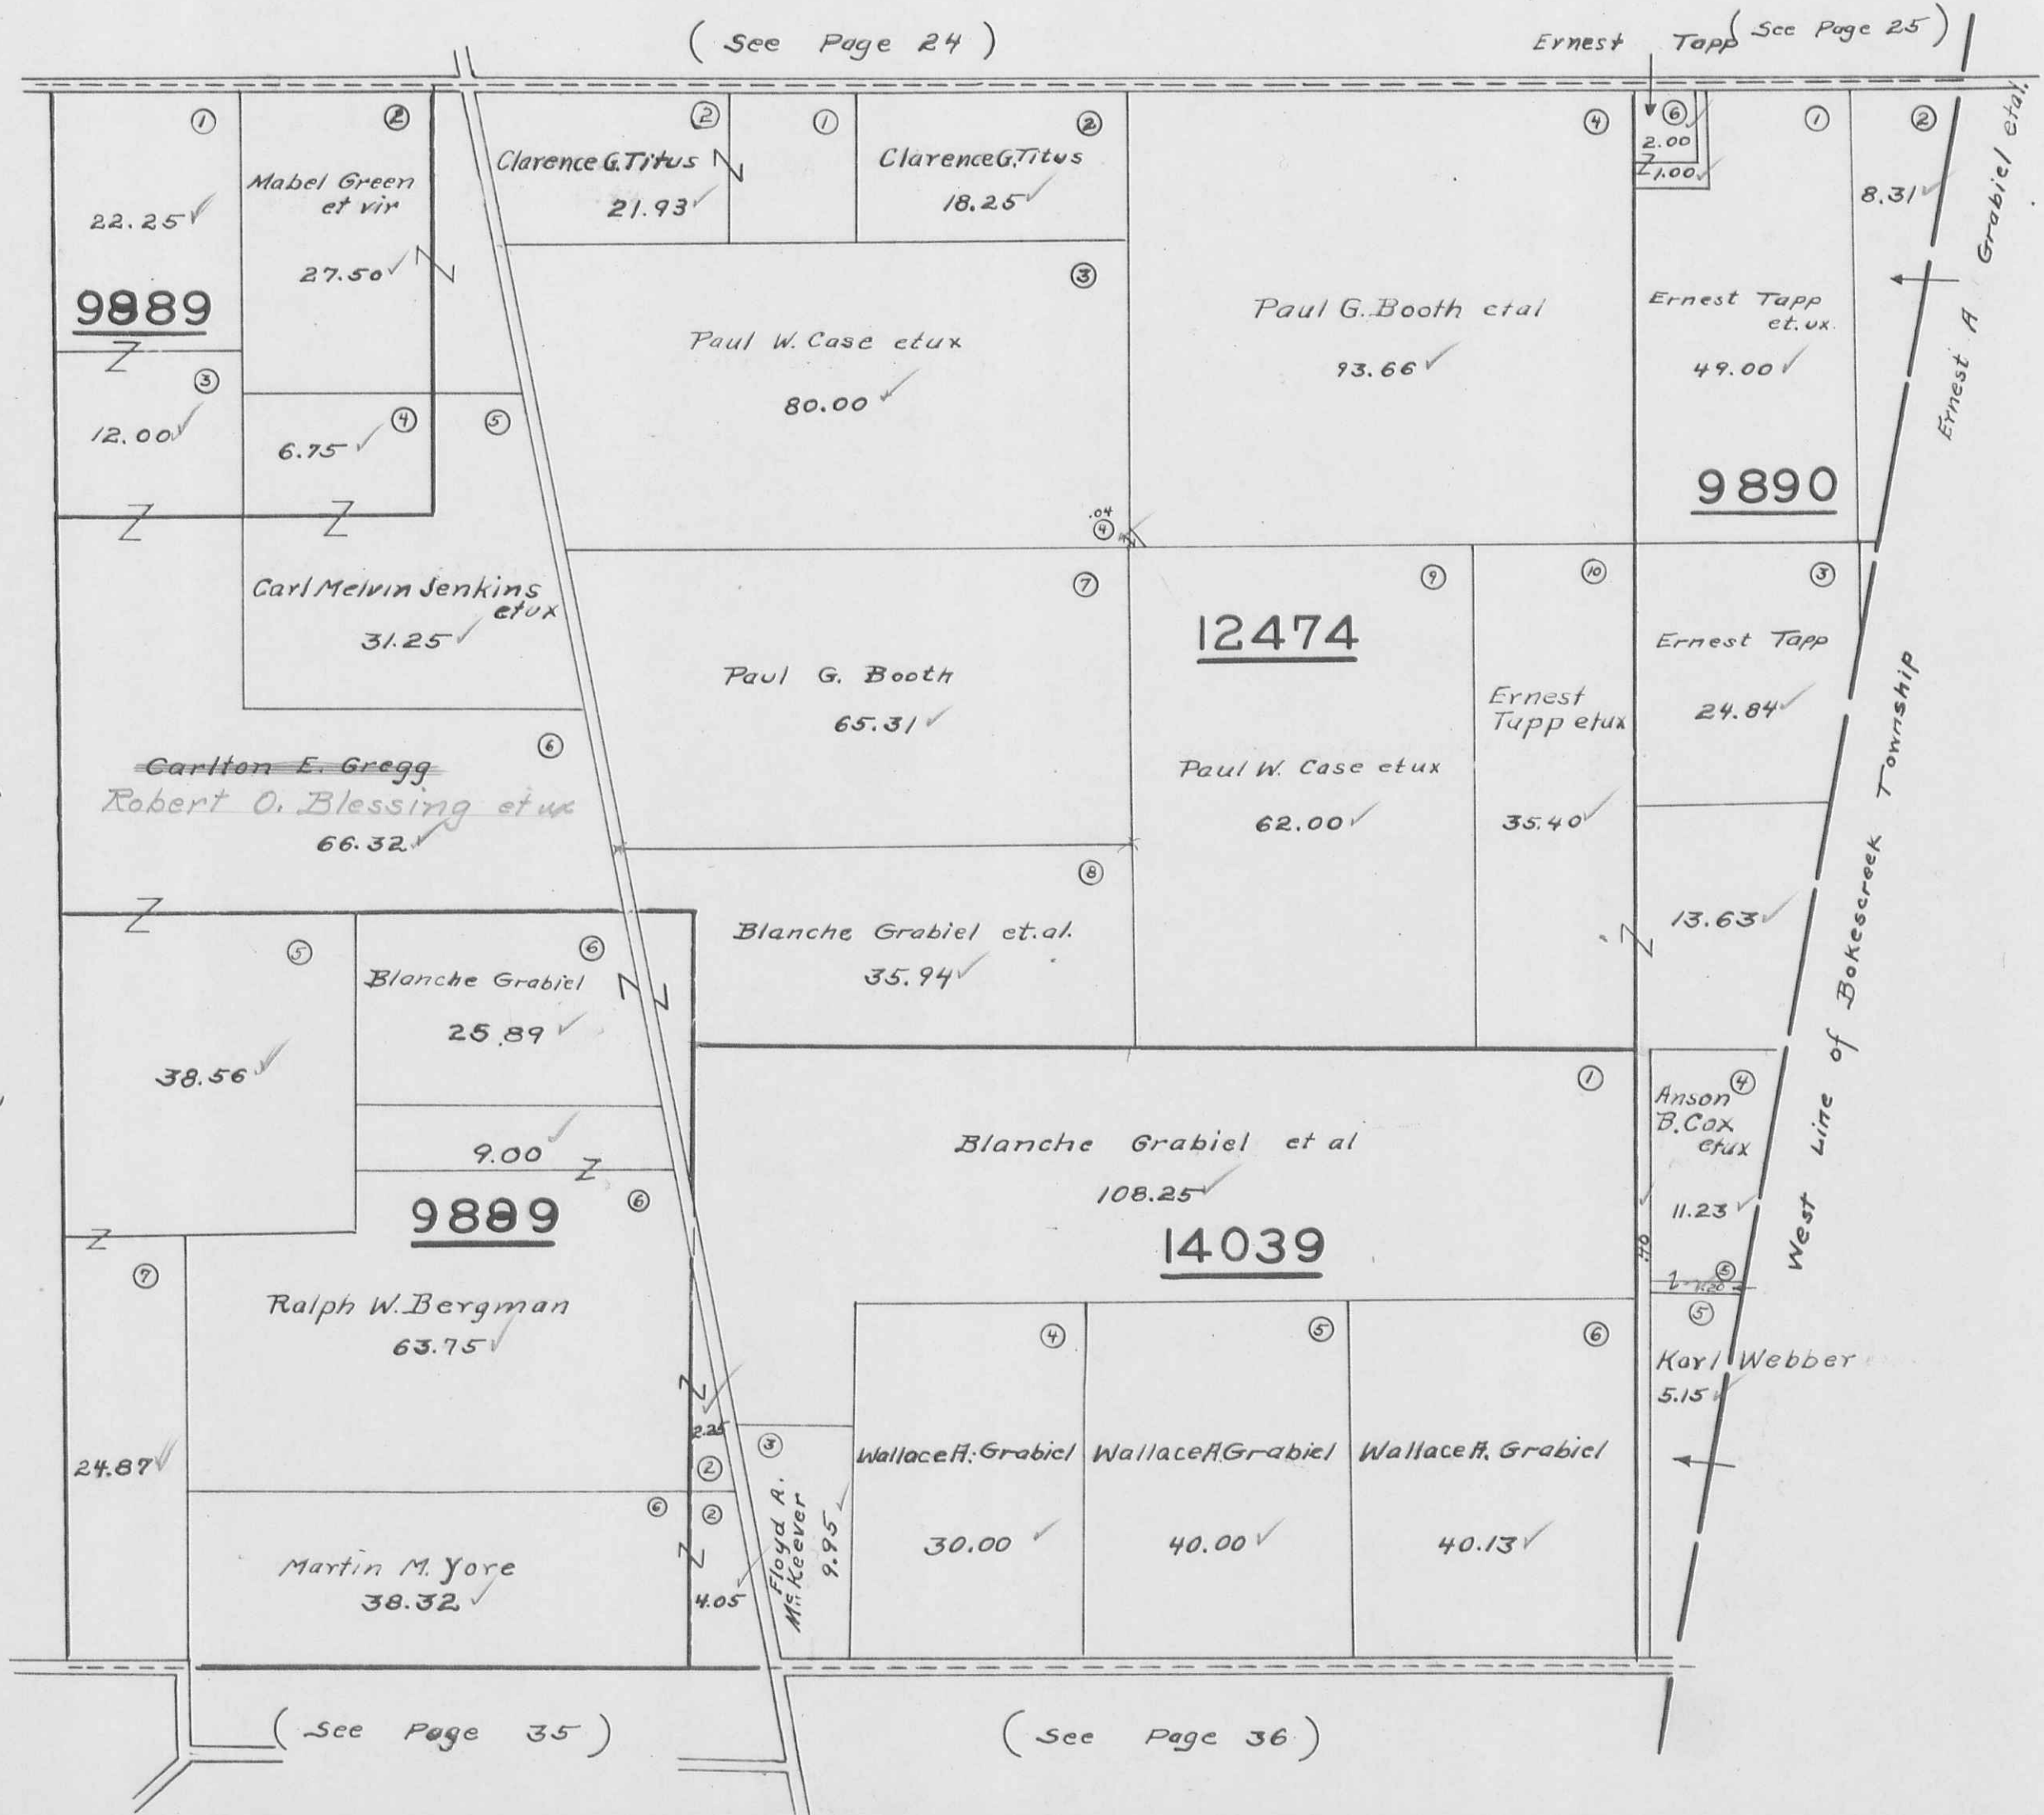 ( See Page 24 )
Ernest Tapp
( See Page 25 )
①
22.25
9889
③
12.00
②
Mabel Green
et vir
27.50
④
6.75
⑤
②
Clarence G. Titus
21.93
①
②
Clarence G. Titus
18.25
③
Paul W. Case etux
80.00
.04
④
④
Paul G. Booth etal
93.66
⑥
2.00
1.00
①
Ernest Tapp
et.ux.
49.00
9890
②
8.31
Ernest A Grabiel etal.
Carl Melvin Jenkins
etux
31.25
⑥
Carlton E. Gregg
Robert O. Blessing etux
66.32
⑦
Paul G. Booth
65.31
⑧
Blanche Grabiel et.al.
35.94
⑨
12474
Paul W. Case etux
62.00
⑩
Ernest
Tupp etux
35.40
③
Ernest Tapp
24.84
13.63
West Line of Bokescreek Township
⑤
38.56
⑥
Blanche Grabiel
25.89
9.00
9889
⑥
Ralph W. Bergman
63.75
⑦
24.87
⑥
Martin M. Yore
38.32
2.25
②
②
4.05
①
Blanche Grabiel et al
108.25
14039
③
Floyd A.
McKeever
9.95
④
Wallace A. Grabiel
30.00
⑤
Wallace A Grabiel
40.00
⑥
Wallace A. Grabiel
40.13
④
Anson
B. Cox
etux
11.23
.40
⑤
⑤
Karl Webber
5.15
( See Page 35 )
( See Page 36 )